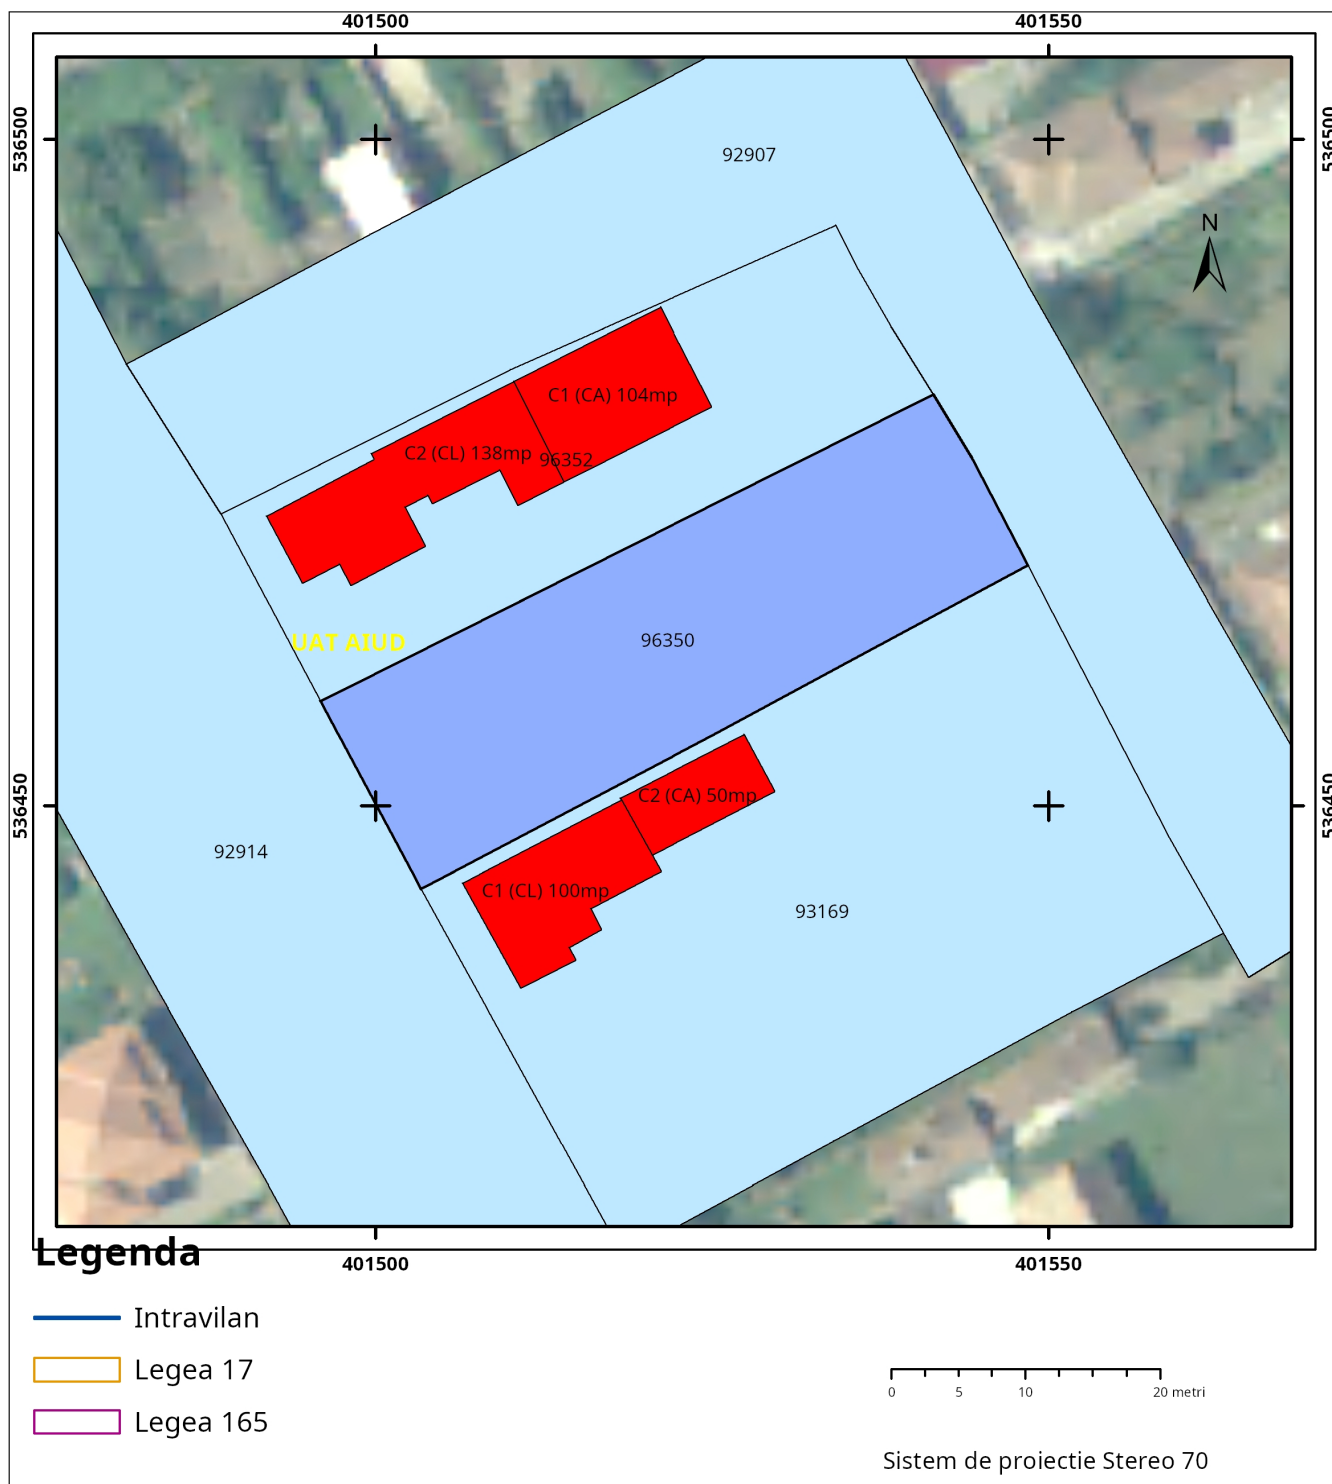 401500 401550
536500 536500
92907
N
C1 (CA) 104mp
C2 (CL) 138mp
96352
UAT AIUD
96350
536450 536450
C2 (CA) 50mp
92914
C1 (CL) 100mp
93169
401500 401550
Legenda
Intravilan
Legea 17
Legea 165
0 5 10 20 metri
Sistem de proiectie Stereo 70